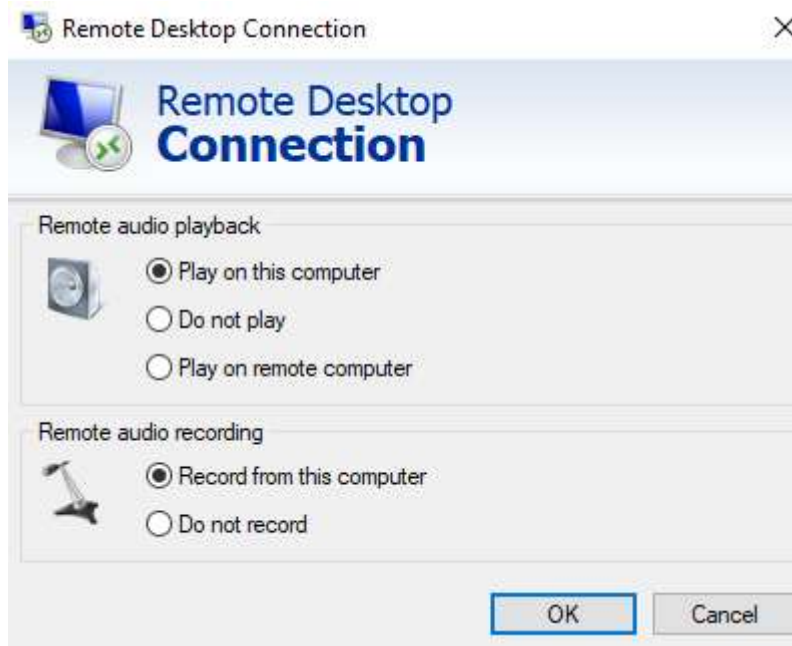 Remote Desktop Connection
Remote Desktop
Connection
Remote audio playback
Play on this computer
Do not play
Play on remote computer
Remote audio recording
Record from this computer
Do not record
OK Cancel